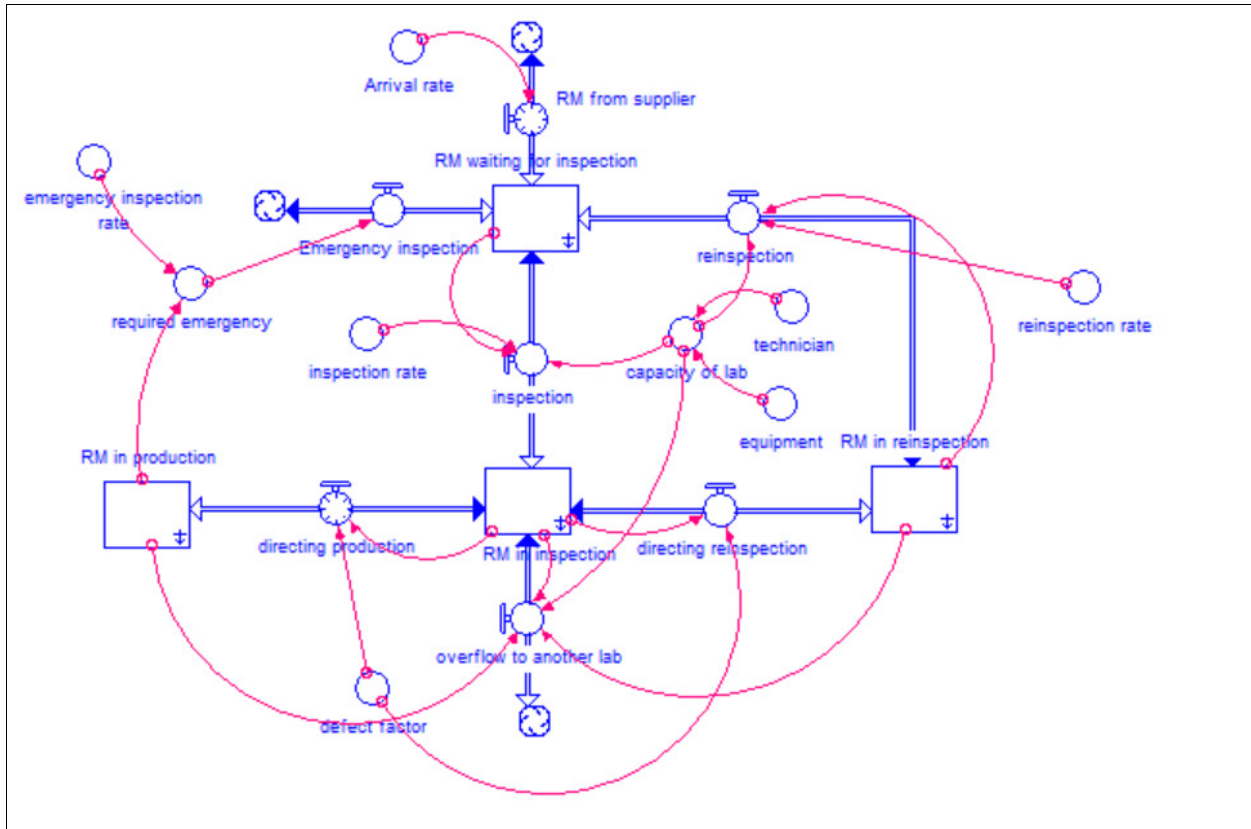 Arrival rate
RM from supplier
RM waiting for inspection
emergency inspection
rate
Emergency inspection
reinspection
required emergency
reinspection rate
technician
inspection rate
capacity of lab
inspection
equipment
RM in reinspection
RM in production
directing production
RM in inspection
directing reinspection
overflow to another lab
defect factor